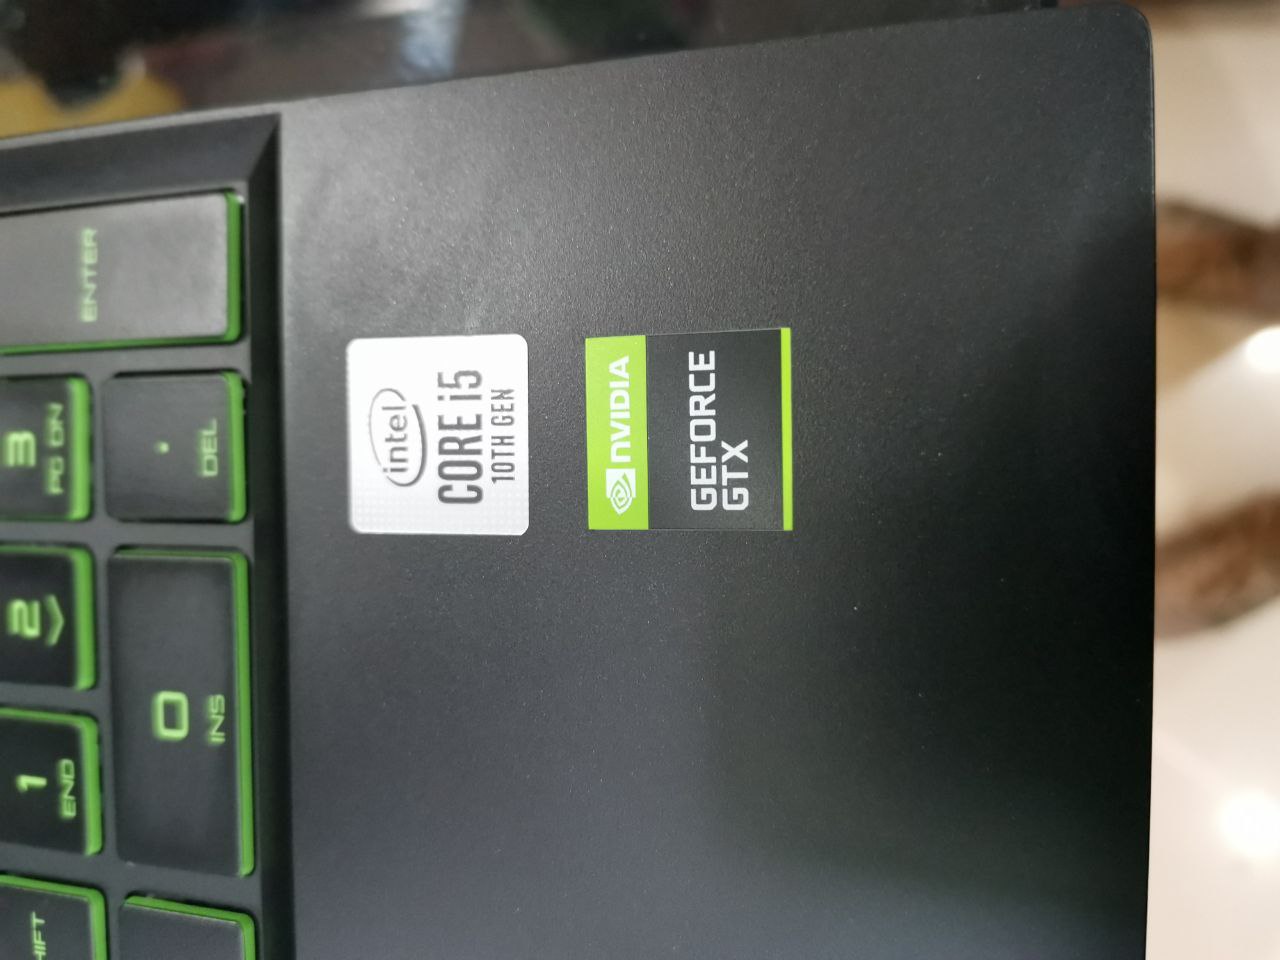 intel
CORE i5
10TH GEN
NVIDIA
GEFORCE
GTX
ENTER
3
PG DN
.
DEL
2
0
INS
1
END